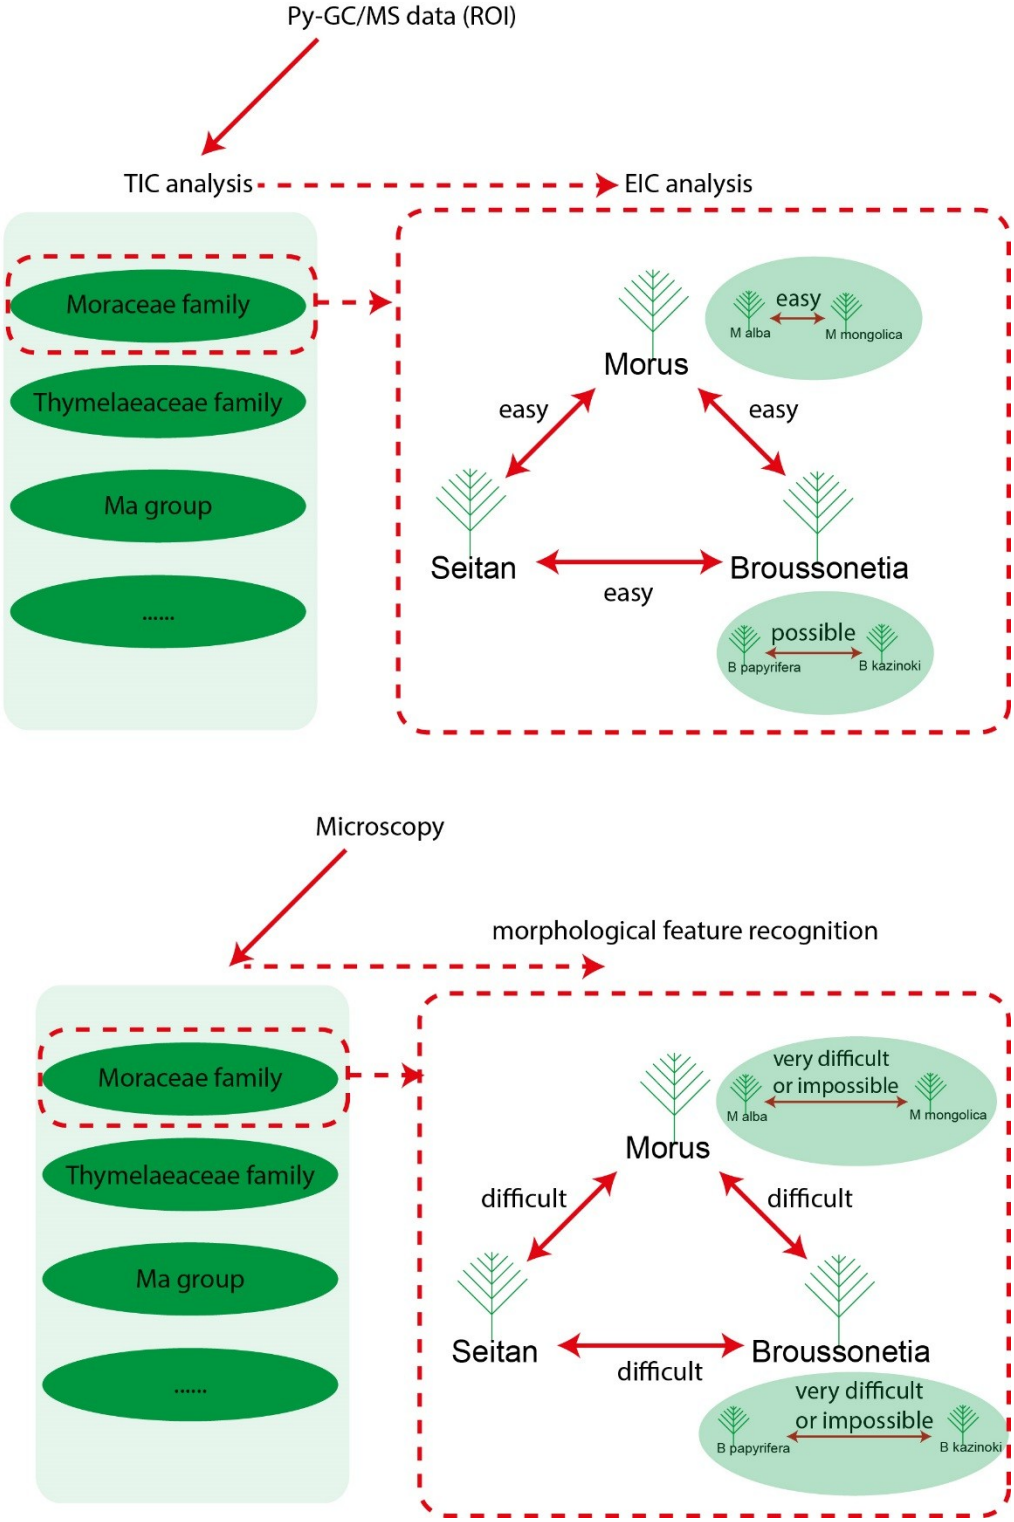 Py-GC/MS data (ROI)
TIC analysis
EIC analysis
Moraceae family
Thymelaeaceae family
Ma group
......
Morus
easy
M alba
M mongolica
easy
easy
Seitan
Broussonetia
easy
possible
B papyrifera
B kazinoki
Microscopy
morphological feature recognition
Moraceae family
Thymelaeaceae family
Ma group
......
Morus
very difficult
or impossible
M alba
M mongolica
difficult
difficult
Seitan
Broussonetia
difficult
very difficult
or impossible
B papyrifera
B kazinoki